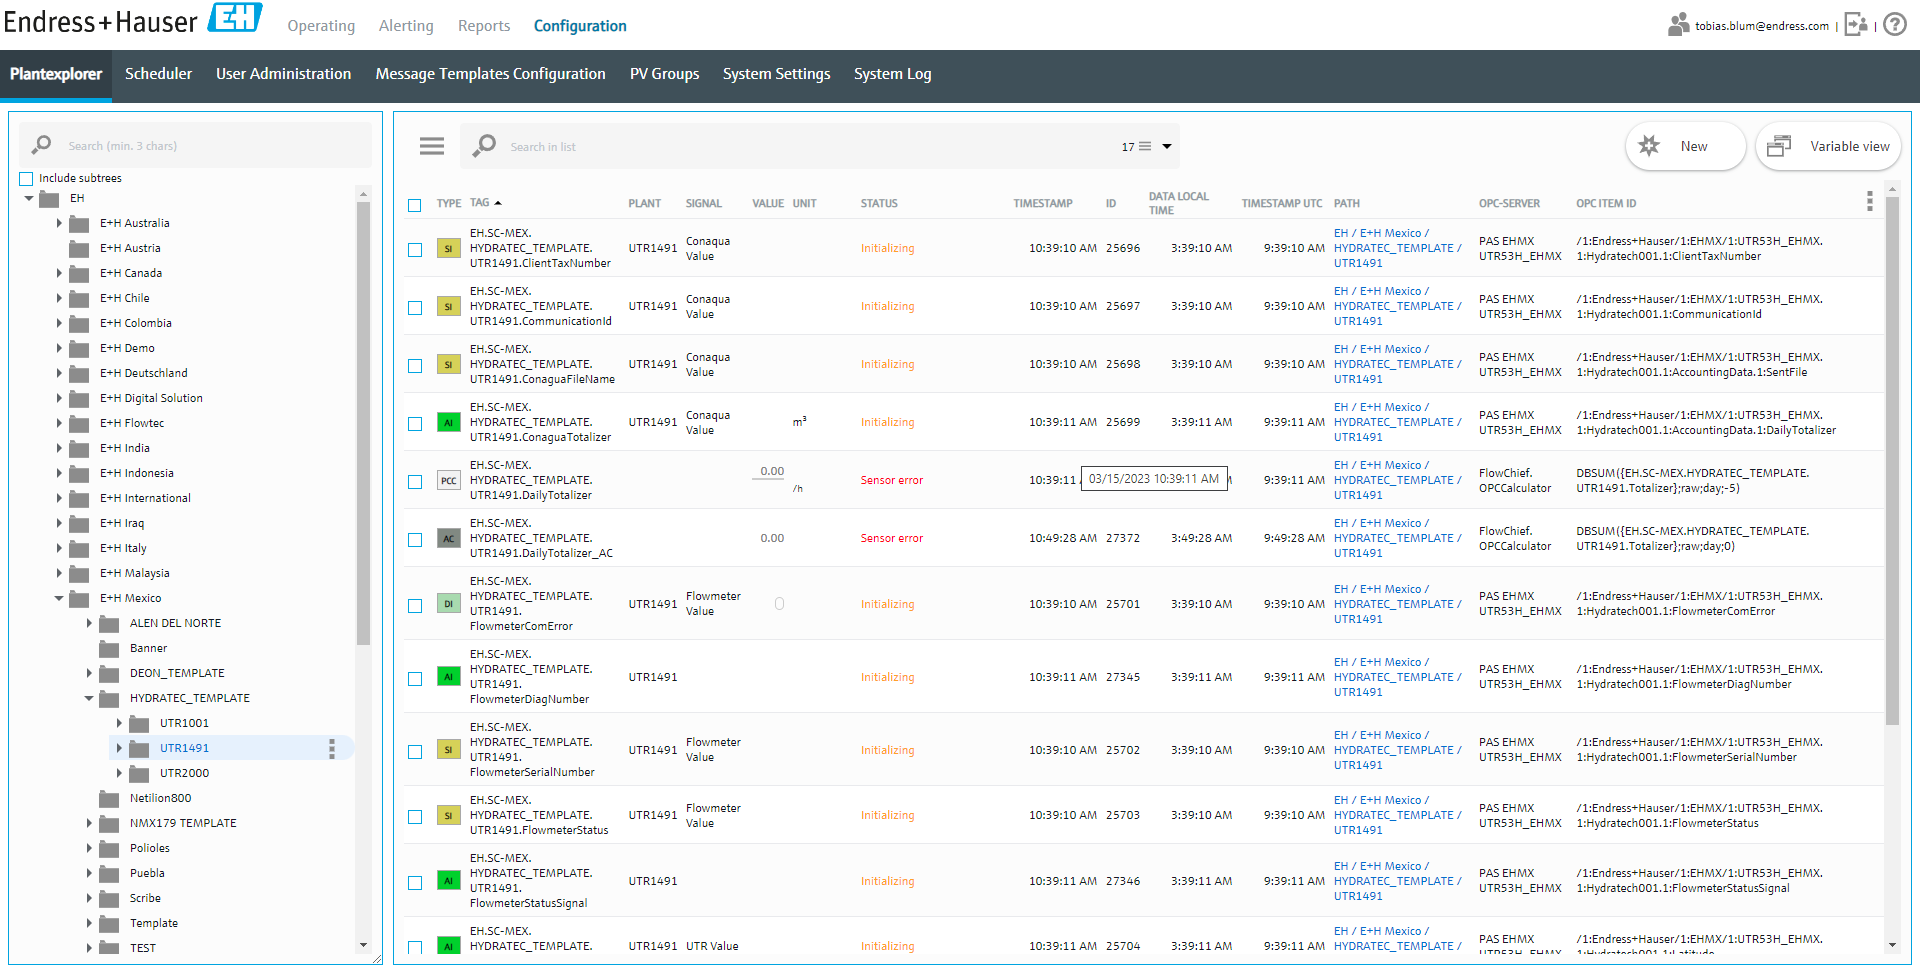 Endress+Hauser EH
Operating Alerting Reports Configuration
tobias.blum@endress.com | | ?
Plantexplorer Scheduler User Administration Message Templates Configuration PV Groups System Settings System Log
Search (min. 3 chars)
Include subtrees
EH
E+H Australia
E+H Austria
E+H Canada
E+H Chile
E+H Colombia
E+H Demo
E+H Deutschland
E+H Digital Solution
E+H Flowtec
E+H India
E+H Indonesia
E+H International
E+H Iraq
E+H Italy
E+H Malaysia
E+H Mexico
ALEN DEL NORTE
Banner
DEON_TEMPLATE
HYDRATEC_TEMPLATE
UTR1001
UTR1491
UTR2000
Netilion800
NMX179 TEMPLATE
Polioles
Puebla
Scribe
Template
TEST
Search in list 17
New
Variable view
TYPE TAG PLANT SIGNAL VALUE UNIT STATUS TIMESTAMP ID DATA LOCAL TIME TIMESTAMP UTC PATH OPC-SERVER OPC ITEM ID
SI EH.SC-MEX.HYDRATEC_TEMPLATE.UTR1491.ClientTaxNumber UTR1491 Conaqua Value Initializing 10:39:10 AM 25696 3:39:10 AM 9:39:10 AM EH / E+H Mexico / HYDRATEC_TEMPLATE / UTR1491 PAS EHMX UTR53H_EHMX /1:Endress+Hauser/1:EHMX/1:UTR53H_EHMX.1:Hydratech001.1:ClientTaxNumber
SI EH.SC-MEX.HYDRATEC_TEMPLATE.UTR1491.CommunicationId UTR1491 Conaqua Value Initializing 10:39:10 AM 25697 3:39:10 AM 9:39:10 AM EH / E+H Mexico / HYDRATEC_TEMPLATE / UTR1491 PAS EHMX UTR53H_EHMX /1:Endress+Hauser/1:EHMX/1:UTR53H_EHMX.1:Hydratech001.1:CommunicationId
SI EH.SC-MEX.HYDRATEC_TEMPLATE.UTR1491.ConaguaFileName UTR1491 Conaqua Value Initializing 10:39:10 AM 25698 3:39:10 AM 9:39:10 AM EH / E+H Mexico / HYDRATEC_TEMPLATE / UTR1491 PAS EHMX UTR53H_EHMX /1:Endress+Hauser/1:EHMX/1:UTR53H_EHMX.1:Hydratech001.1:AccountingData.1:SentFile
AI EH.SC-MEX.HYDRATEC_TEMPLATE.UTR1491.ConaguaTotalizer UTR1491 Conaqua Value m³ Initializing 10:39:11 AM 25699 3:39:11 AM 9:39:11 AM EH / E+H Mexico / HYDRATEC_TEMPLATE / UTR1491 PAS EHMX UTR53H_EHMX /1:Endress+Hauser/1:EHMX/1:UTR53H_EHMX.1:Hydratech001.1:AccountingData.1:DailyTotalizer
PCC EH.SC-MEX.HYDRATEC_TEMPLATE.UTR1491.DailyTotalizer 0.00 /h Sensor error 10:39:11 03/15/2023 10:39:11 AM 9:39:11 AM EH / E+H Mexico / HYDRATEC_TEMPLATE / UTR1491 FlowChief.OPCCalculator DBSUM({EH.SC-MEX.HYDRATEC_TEMPLATE.UTR1491.Totalizer};raw;day;-5)
AC EH.SC-MEX.HYDRATEC_TEMPLATE.UTR1491.DailyTotalizer_AC 0.00 Sensor error 10:49:28 AM 27372 3:49:28 AM 9:49:28 AM EH / E+H Mexico / HYDRATEC_TEMPLATE / UTR1491 FlowChief.OPCCalculator DBSUM({EH.SC-MEX.HYDRATEC_TEMPLATE.UTR1491.Totalizer};raw;day;0)
DI EH.SC-MEX.HYDRATEC_TEMPLATE.UTR1491.FlowmeterComError UTR1491 Flowmeter Value Initializing 10:39:10 AM 25701 3:39:10 AM 9:39:10 AM EH / E+H Mexico / HYDRATEC_TEMPLATE / UTR1491 PAS EHMX UTR53H_EHMX /1:Endress+Hauser/1:EHMX/1:UTR53H_EHMX.1:Hydratech001.1:FlowmeterComError
AI EH.SC-MEX.HYDRATEC_TEMPLATE.UTR1491.FlowmeterDiagNumber UTR1491 Initializing 10:39:11 AM 27345 3:39:11 AM 9:39:11 AM EH / E+H Mexico / HYDRATEC_TEMPLATE / UTR1491 PAS EHMX UTR53H_EHMX /1:Endress+Hauser/1:EHMX/1:UTR53H_EHMX.1:Hydratech001.1:FlowmeterDiagNumber
SI EH.SC-MEX.HYDRATEC_TEMPLATE.UTR1491.FlowmeterSerialNumber UTR1491 Flowmeter Value Initializing 10:39:10 AM 25702 3:39:10 AM 9:39:10 AM EH / E+H Mexico / HYDRATEC_TEMPLATE / UTR1491 PAS EHMX UTR53H_EHMX /1:Endress+Hauser/1:EHMX/1:UTR53H_EHMX.1:Hydratech001.1:FlowmeterSerialNumber
SI EH.SC-MEX.HYDRATEC_TEMPLATE.UTR1491.FlowmeterStatus UTR1491 Flowmeter Value Initializing 10:39:10 AM 25703 3:39:10 AM 9:39:10 AM EH / E+H Mexico / HYDRATEC_TEMPLATE / UTR1491 PAS EHMX UTR53H_EHMX /1:Endress+Hauser/1:EHMX/1:UTR53H_EHMX.1:Hydratech001.1:FlowmeterStatus
AI EH.SC-MEX.HYDRATEC_TEMPLATE.UTR1491.FlowmeterStatusSignal UTR1491 Initializing 10:39:11 AM 27346 3:39:11 AM 9:39:11 AM EH / E+H Mexico / HYDRATEC_TEMPLATE / UTR1491 PAS EHMX UTR53H_EHMX /1:Endress+Hauser/1:EHMX/1:UTR53H_EHMX.1:Hydratech001.1:FlowmeterStatusSignal
AI EH.SC-MEX.HYDRATEC_TEMPLATE. UTR1491 UTR Value Initializing 10:39:11 AM 25704 3:39:11 AM 9:39:11 AM EH / E+H Mexico / HYDRATEC_TEMPLATE / PAS EHMX UTR53H_EHMX /1:Endress+Hauser/1:EHMX/1:UTR53H_EHMX.1:Hydratech001.1:Latitude